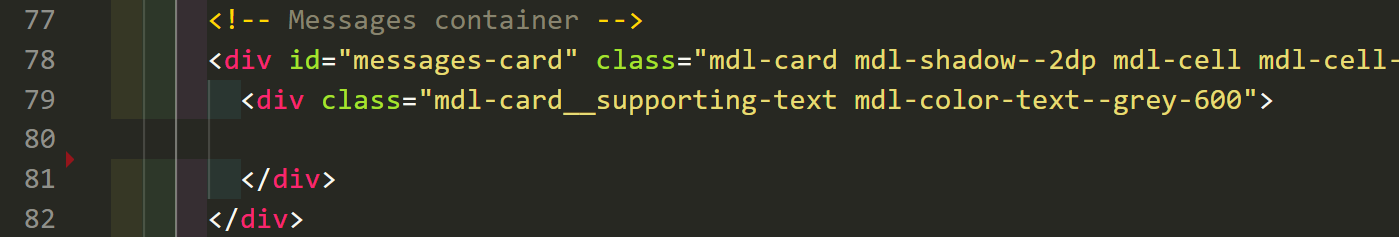 77 <!-- Messages container -->
78 <div id="messages-card" class="mdl-card mdl-shadow--2dp mdl-cell mdl-cell-
79 <div class="mdl-card__supporting-text mdl-color-text--grey-600">
80
81 </div>
82 </div>